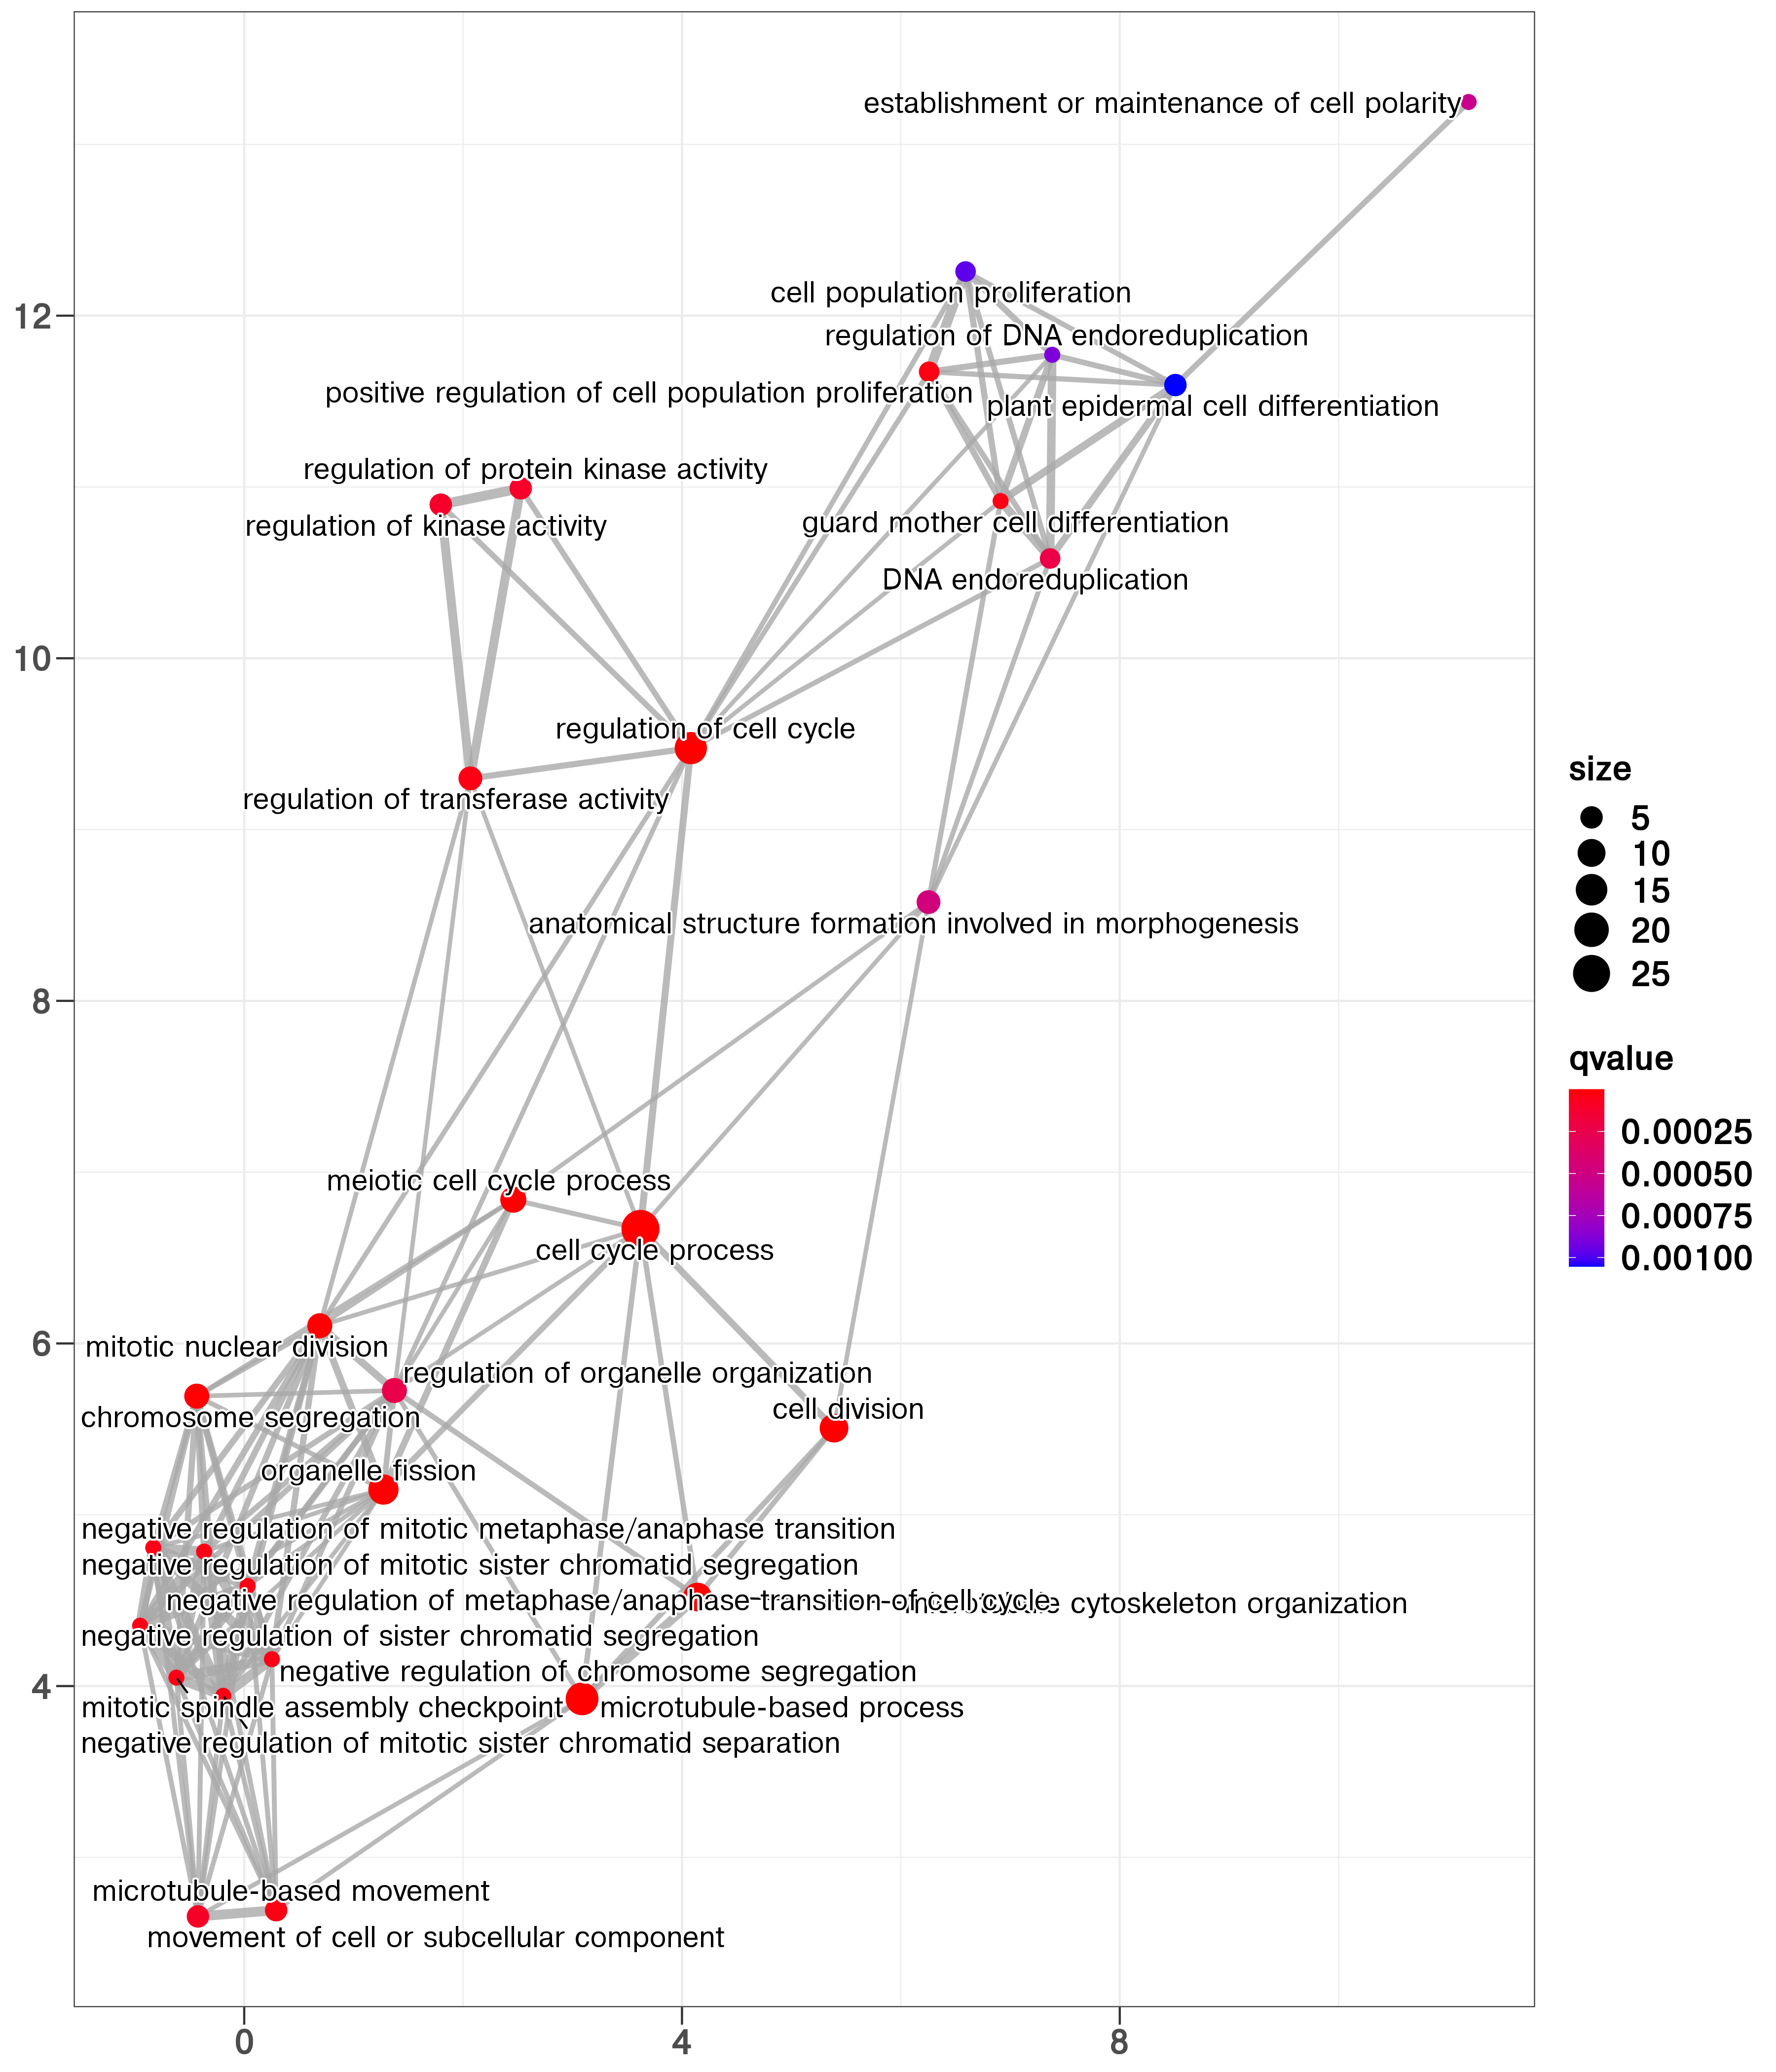 establishment or maintenance of cell polarity
cell population proliferation
12
regulation of DNA endoreduplication
positive regulation of cell population proliferation
plant epidermal cell differentiation
regulation of protein kinase activity
regulation of kinase activity
guard mother cell differentiation
DNA endoreduplication
10
regulation of cell cycle
regulation of transferase activity
anatomical structure formation involved in morphogenesis
8
meiotic cell cycle process
cell cycle process
6
mitotic nuclear division
regulation of organelle organization
cell division
chromosome segregation
organelle fission
negative regulation of mitotic metaphase/anaphase transition
negative regulation of mitotic sister chromatid segregation
negative regulation of metaphase/anaphase transition of cell cycle
cytoskeleton organization
negative regulation of sister chromatid segregation
negative regulation of chromosome segregation
4
mitotic spindle assembly checkpoint
microtubule-based process
negative regulation of mitotic sister chromatid separation
microtubule-based movement
movement of cell or subcellular component
0
4
8
size
5
10
15
20
25
qvalue
0.00025
0.00050
0.00075
0.00100